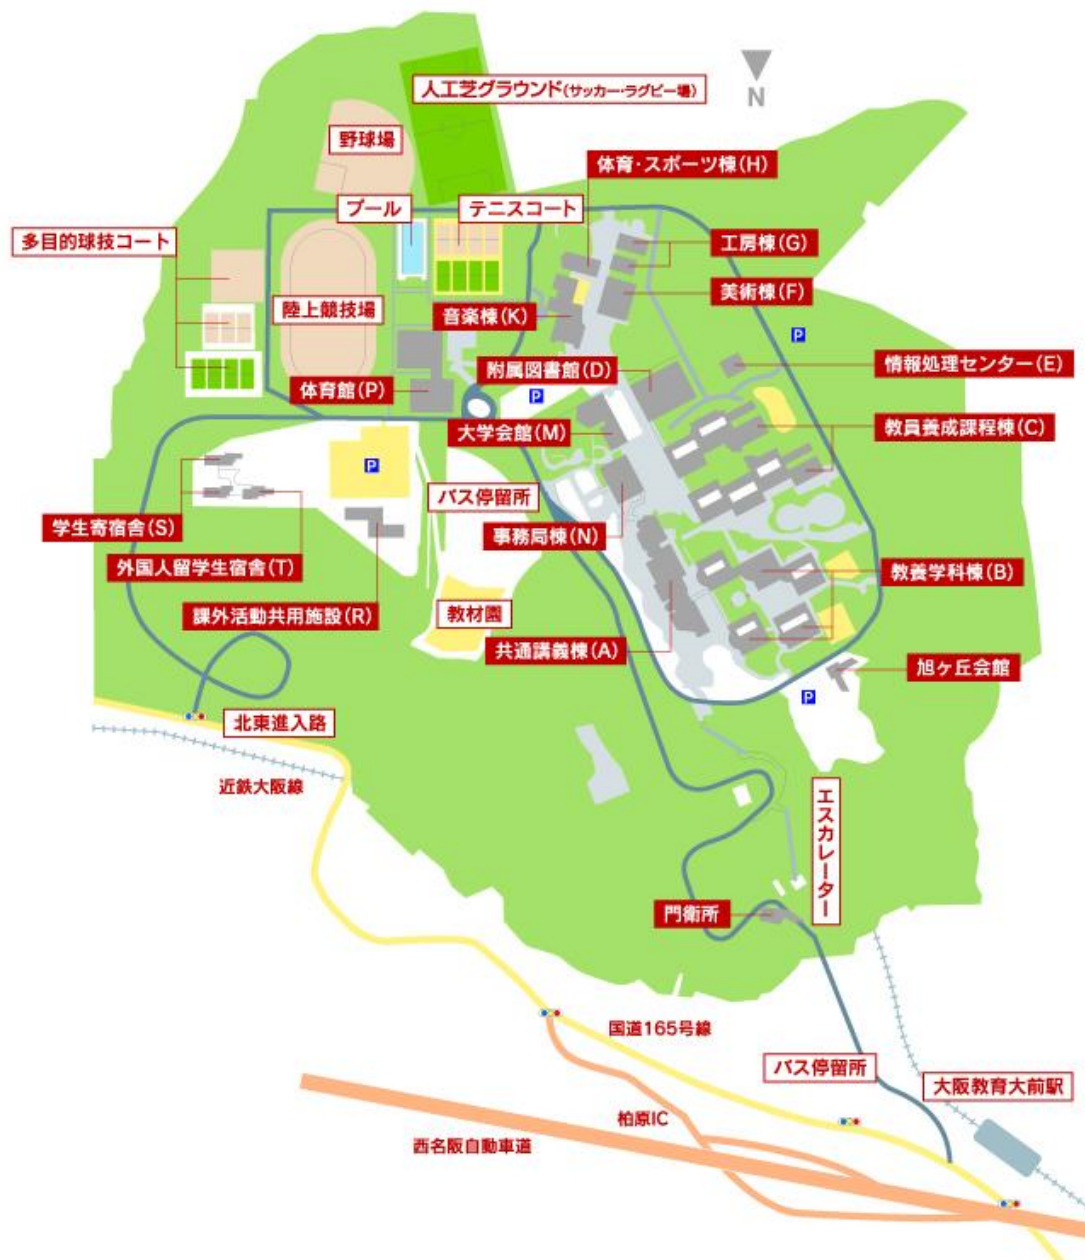 人工芝グラウンド(サッカー・ラグビー場)
N
野球場
体育・スポーツ棟(H)
プール
テニスコート
多目的球技コート
工房棟(G)
美術棟(F)
陸上競技場
音楽棟(K)
P
附属図書館(D)
情報処理センター(E)
体育館(P)
P
大学会館(M)
教員養成課程棟(C)
P
バス停留所
学生寄宿舎(S)
事務局棟(N)
外国人留学生宿舎(T)
教養学科棟(B)
課外活動共用施設(R)
教材園
共通講義棟(A)
旭ヶ丘会館
P
北東進入路
近鉄大阪線
エスカレーター
門衛所
国道165号線
バス停留所
大阪教育大前駅
柏原IC
西名阪自動車道